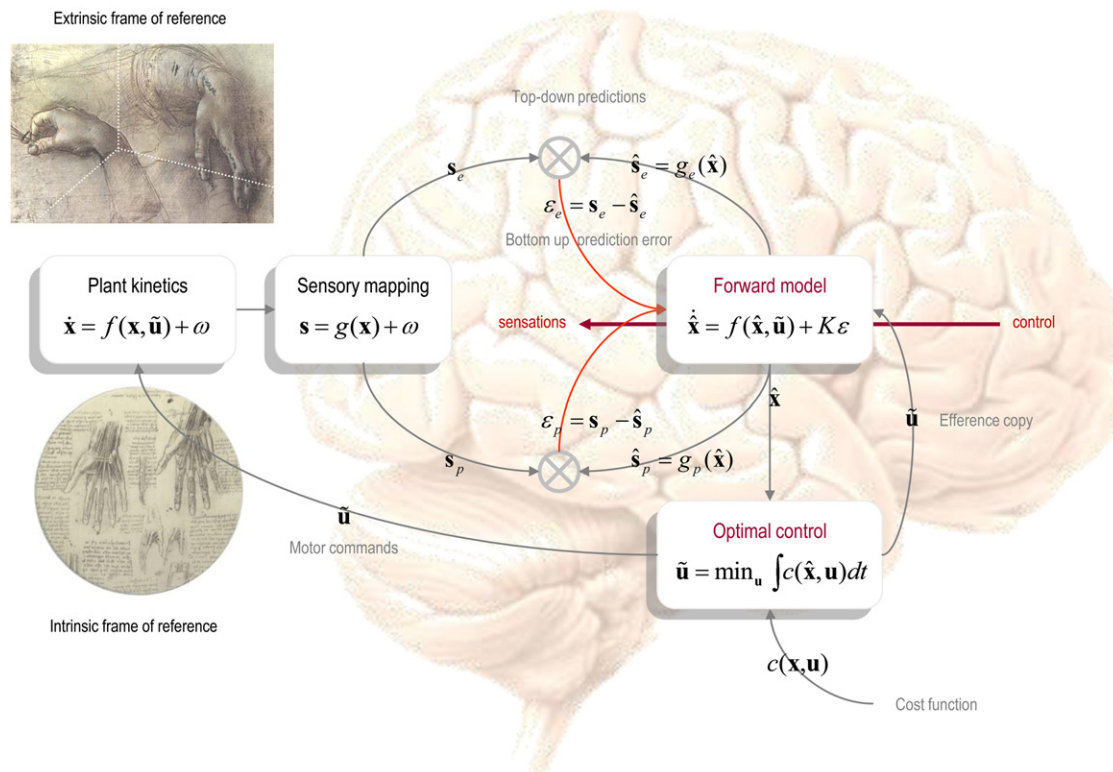 Extrinsic frame of reference
Top-down predictions
s_e
ŝ_e = g_e(x̂)
ε_e = s_e − ŝ_e
Bottom up prediction error
Plant kinetics
ẋ = f(x, ũ) + ω
Sensory mapping
s = g(x) + ω
Forward model
x̂̇ = f(x̂, ũ) + Kε
sensations
control
x̂
ũ
Efference copy
ε_p = s_p − ŝ_p
s_p
ŝ_p = g_p(x̂)
ũ
Motor commands
Optimal control
ũ = min_u ∫c(x̂, u)dt
Intrinsic frame of reference
c(x,u)
Cost function